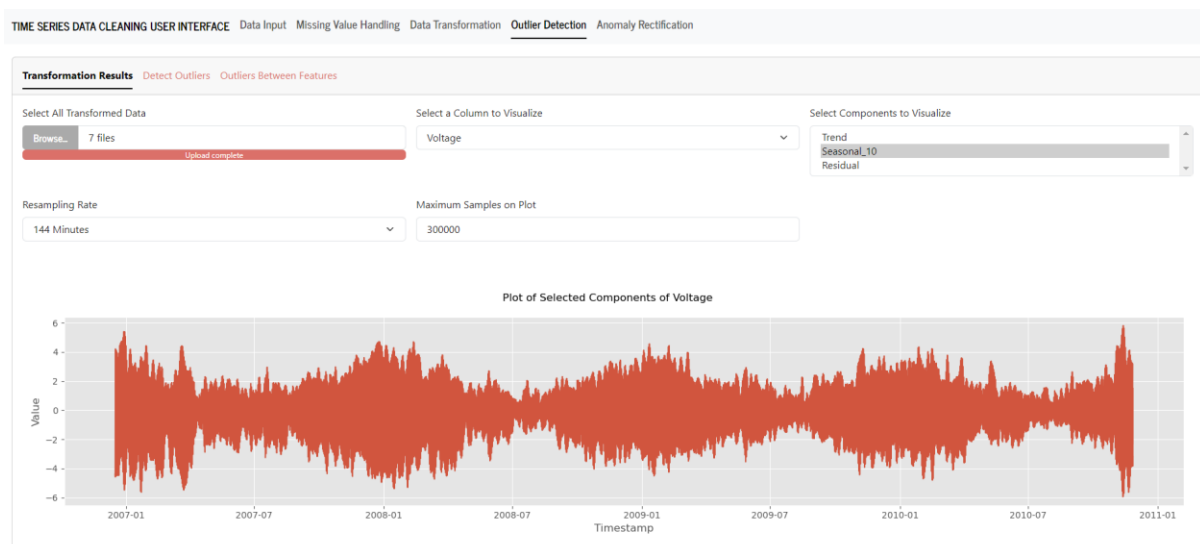 TIME SERIES DATA CLEANING USER INTERFACE Data Input Missing Value Handling Data Transformation Outlier Detection Anomaly Rectification
Transformation Results Detect Outliers Outliers Between Features
Select All Transformed Data Select a Column to Visualize Select Components to Visualize
Browse... 7 files Voltage Trend
Upload complete Seasonal_10
Residual
Resampling Rate Maximum Samples on Plot
144 Minutes 300000
Plot of Selected Components of Voltage
6
4
2
0
−2
−4
−6
Value
2007-01 2007-07 2008-01 2008-07 2009-01 2009-07 2010-01 2010-07 2011-01
Timestamp